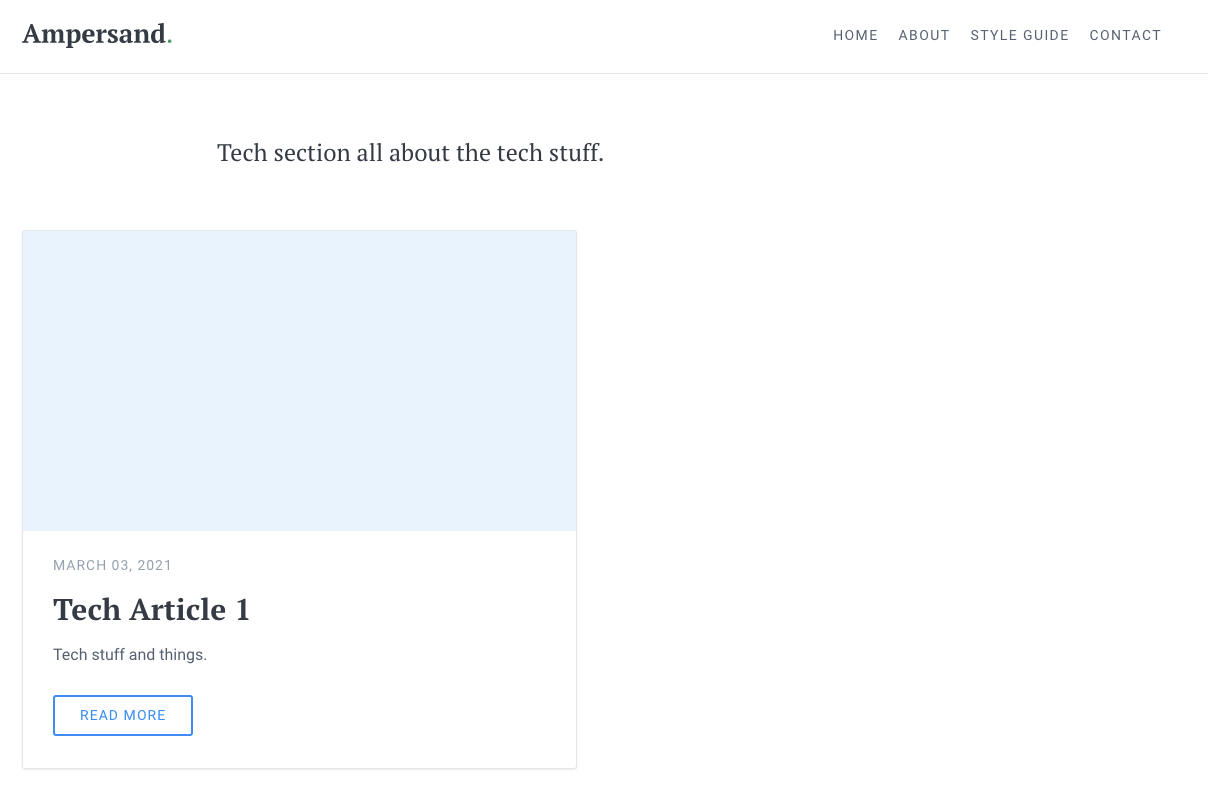 Ampersand.
HOME ABOUT STYLE GUIDE CONTACT
Tech section all about the tech stuff.
MARCH 03, 2021
Tech Article 1
Tech stuff and things.
READ MORE